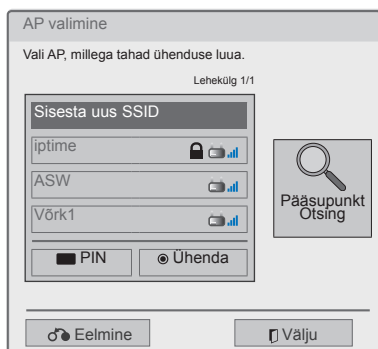 AP valimine
Vali AP, millega tahad ühenduse luua.
Lehekülg 1/1
Sisesta uus SSID
iptime
ASW
Võrk1
PIN
Ühenda
Pääsupunkt
Otsing
Eelmine
Välju